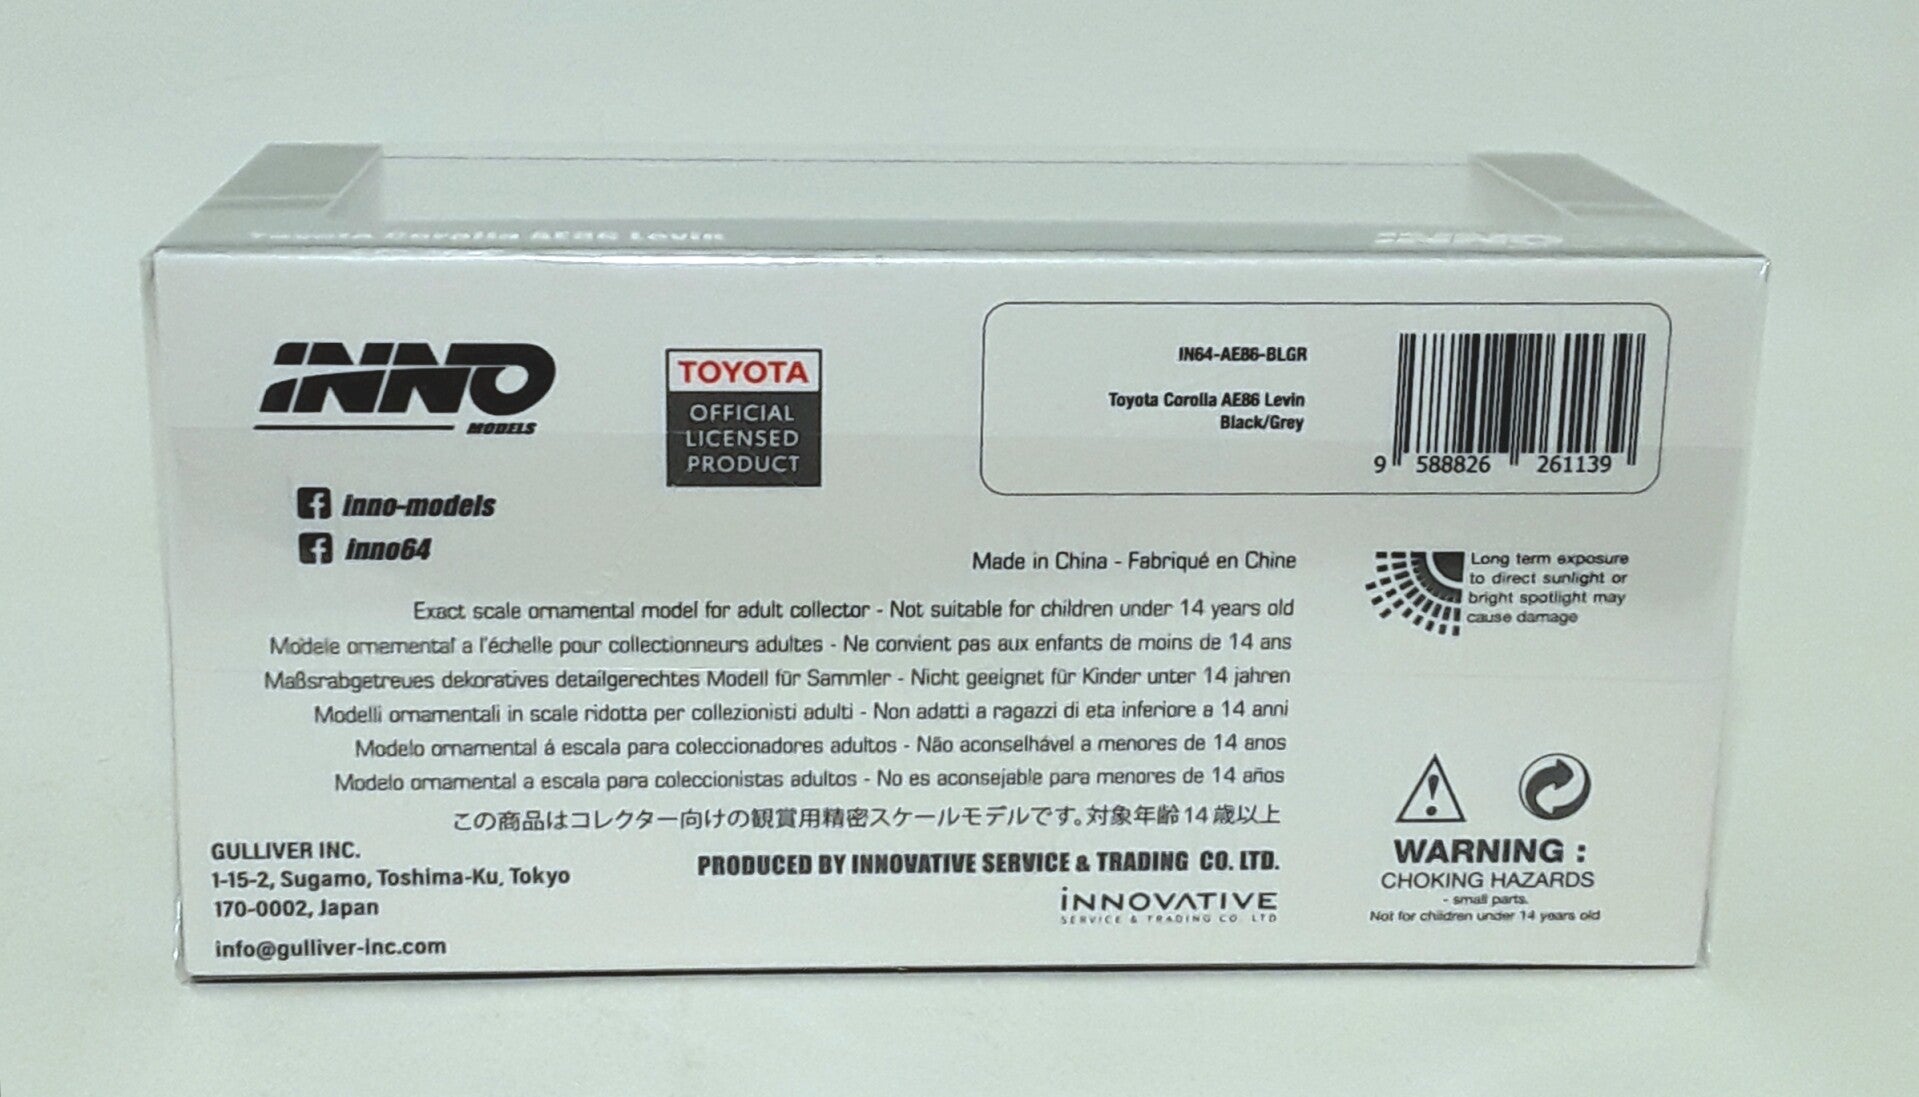 Toyota Corolla AE86 Levin
INNO
INNO
MODELS
TOYOTA
OFFICIAL
LICENSED
PRODUCT
inno-models
inno64
IN64-AE86-BLGR
Toyota Corolla AE86 Levin
Black/Grey
9 588826 261139
Made in China - Fabriqué en Chine
Exact scale ornamental model for adult collector - Not suitable for children under 14 years old
Modele ornemental a l'échelle pour collectionneurs adultes - Ne convient pas aux enfants de moins de 14 ans
Maßsrabgetreues dekoratives detailgerechtes Modell für Sammler - Nicht geeignet für Kinder unter 14 jahren
Modelli ornamentali in scale ridotta per collezionisti adulti - Non adatti a ragazzi di eta inferiore a 14 anni
Modelo ornamental á escala para coleccionadores adultos - Não aconselhável a menores de 14 anos
Modelo ornamental a escala para coleccionistas adultos - No es aconsejable para menores de 14 años
この商品はコレクター向けの観賞用精密スケールモデルです。対象年齢14歳以上
PRODUCED BY INNOVATIVE SERVICE & TRADING CO. LTD.
INNOVATIVE
SERVICE & TRADING CO. LTD
GULLIVER INC.
1-15-2, Sugamo, Toshima-Ku, Tokyo
170-0002, Japan
info@gulliver-inc.com
Long term exposure
to direct sunlight or
bright spotlight may
cause damage
WARNING :
CHOKING HAZARDS
- small parts.
Not for children under 14 years old